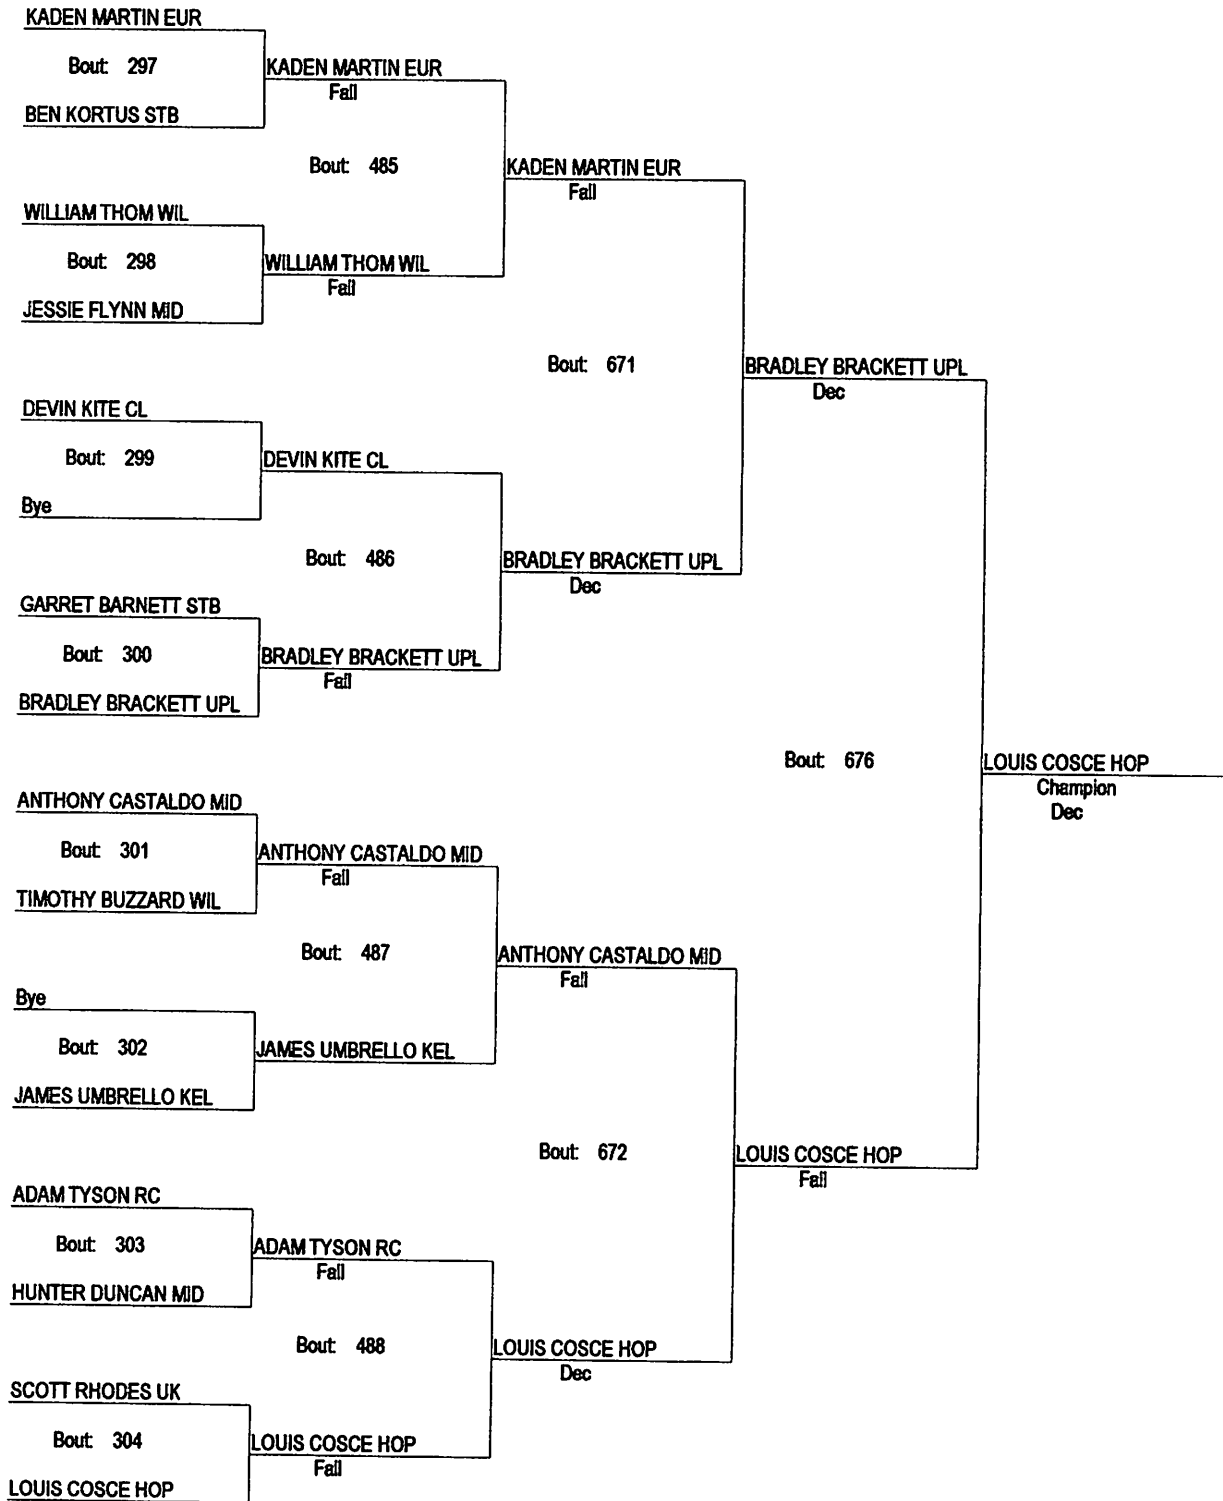 KADEN MARTIN EUR
Bout: 297
KADEN MARTIN EUR
Fall
BEN KORTUS STB
Bout: 485
KADEN MARTIN EUR
Fall
WILLIAM THOM WIL
Bout: 298
WILLIAM THOM WIL
Fall
JESSIE FLYNN MID
Bout: 671
BRADLEY BRACKETT UPL
Dec
DEVIN KITE CL
Bout: 299
DEVIN KITE CL
Bye
Bout: 486
BRADLEY BRACKETT UPL
Dec
GARRET BARNETT STB
Bout: 300
BRADLEY BRACKETT UPL
Fall
BRADLEY BRACKETT UPL
Bout: 676
LOUIS COSCE HOP
Champion
Dec
ANTHONY CASTALDO MID
Bout: 301
ANTHONY CASTALDO MID
Fall
TIMOTHY BUZZARD WIL
Bout: 487
ANTHONY CASTALDO MID
Fall
Bye
Bout: 302
JAMES UMBRELLO KEL
JAMES UMBRELLO KEL
Bout: 672
LOUIS COSCE HOP
Fall
ADAM TYSON RC
Bout: 303
ADAM TYSON RC
Fall
HUNTER DUNCAN MID
Bout: 488
LOUIS COSCE HOP
Dec
SCOTT RHODES UK
Bout: 304
LOUIS COSCE HOP
Fall
LOUIS COSCE HOP